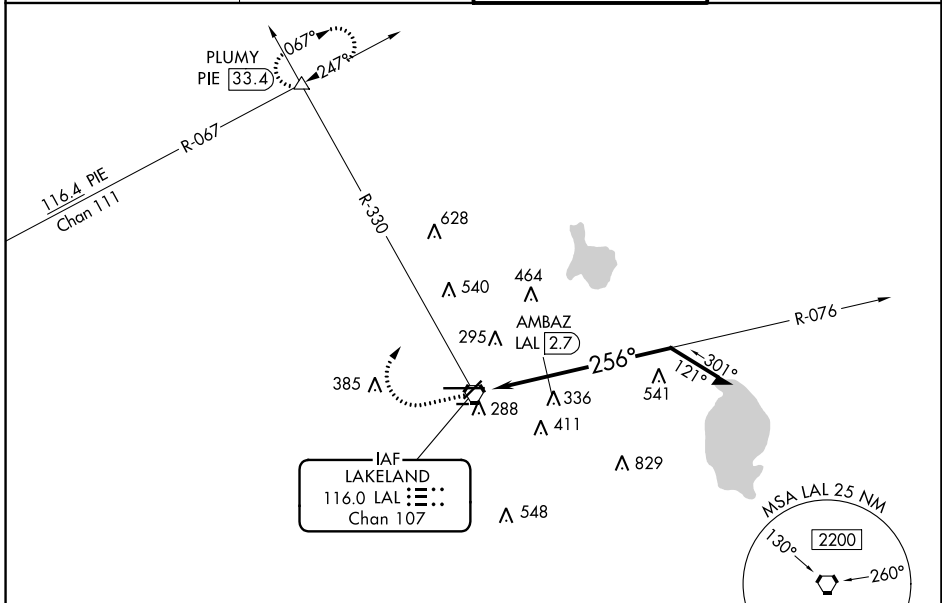 PLUMY
PIE 33.4
067°
247°
R-067
116.4 PIE
Chan 111
R-330
628
540
464
295
AMBAZ
LAL 2.7
R-076
256°
301°
121°
385
541
336
288
411
829
IAF
LAKELAND
116.0 LAL
Chan 107
548
MSA LAL 25 NM
2200
130°
260°